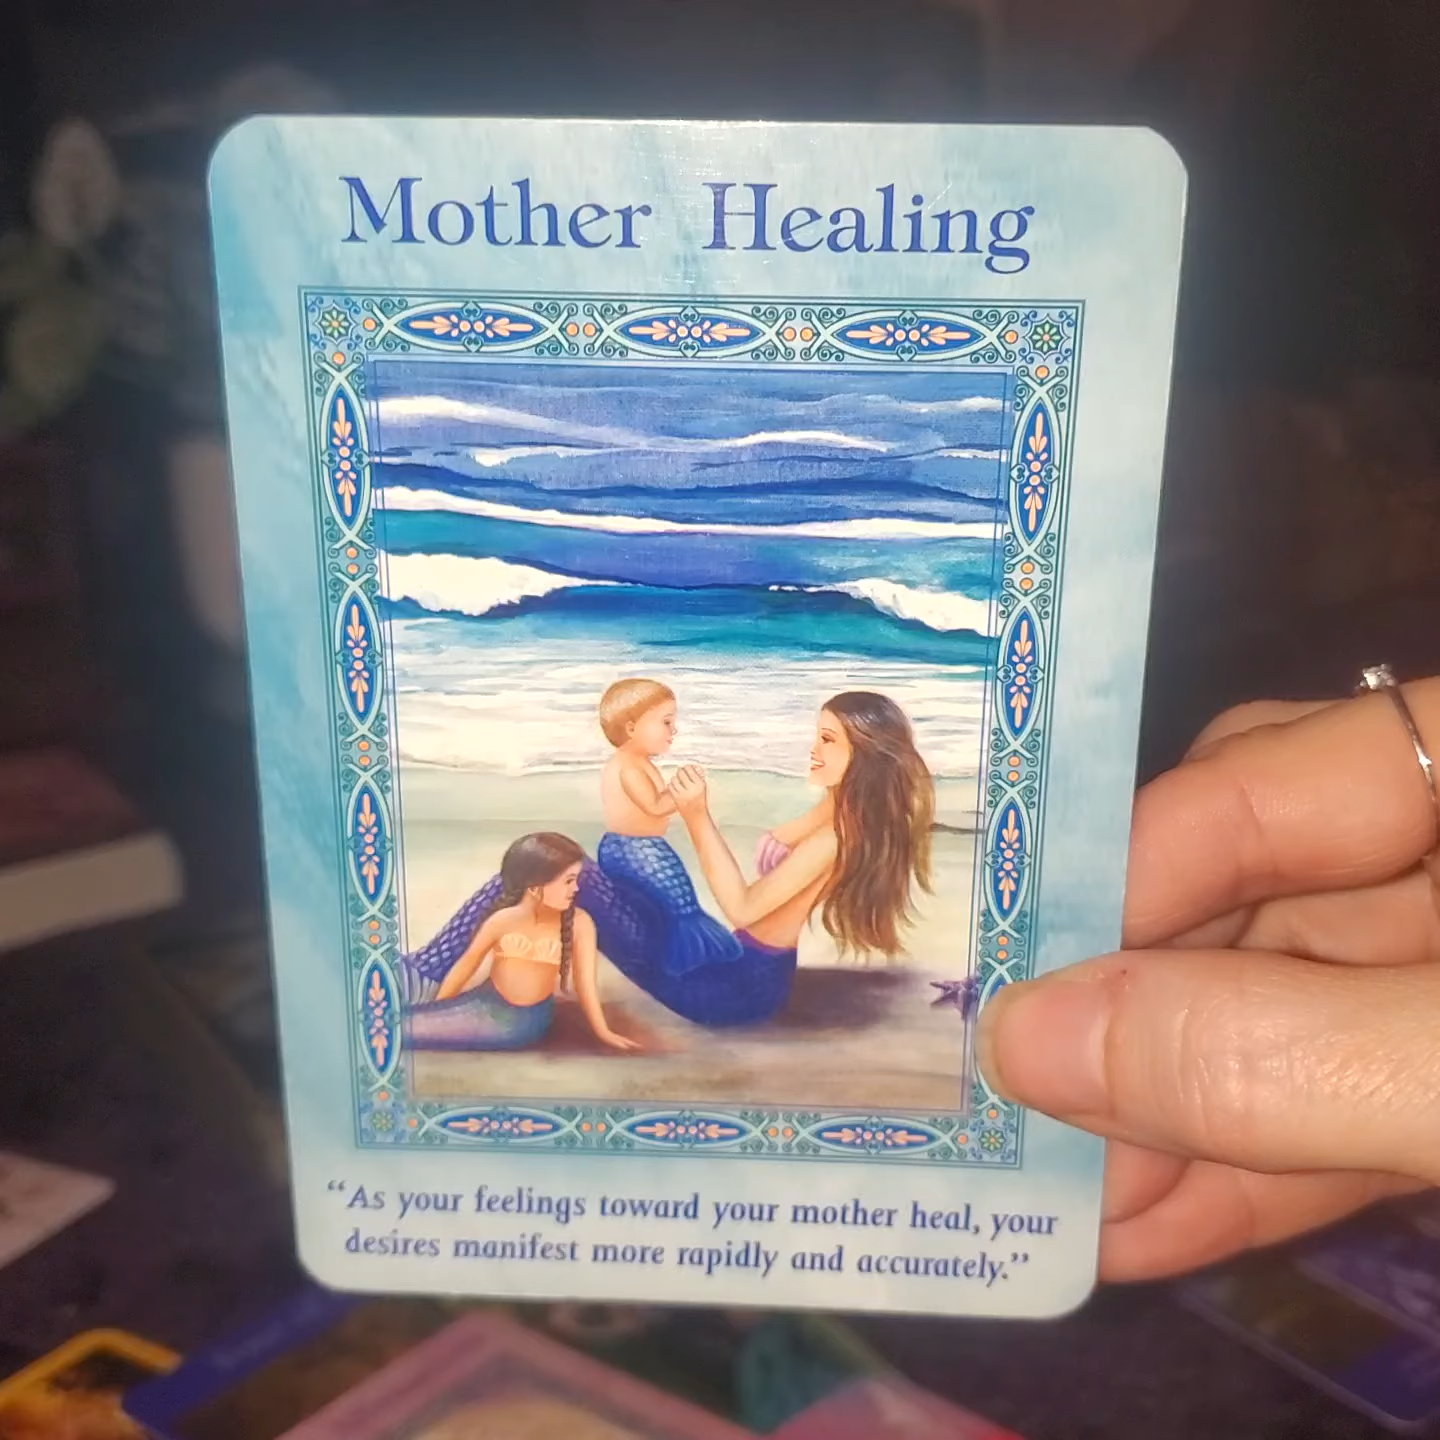 Mother Healing
“As your feelings toward your mother heal, your
desires manifest more rapidly and accurately.”